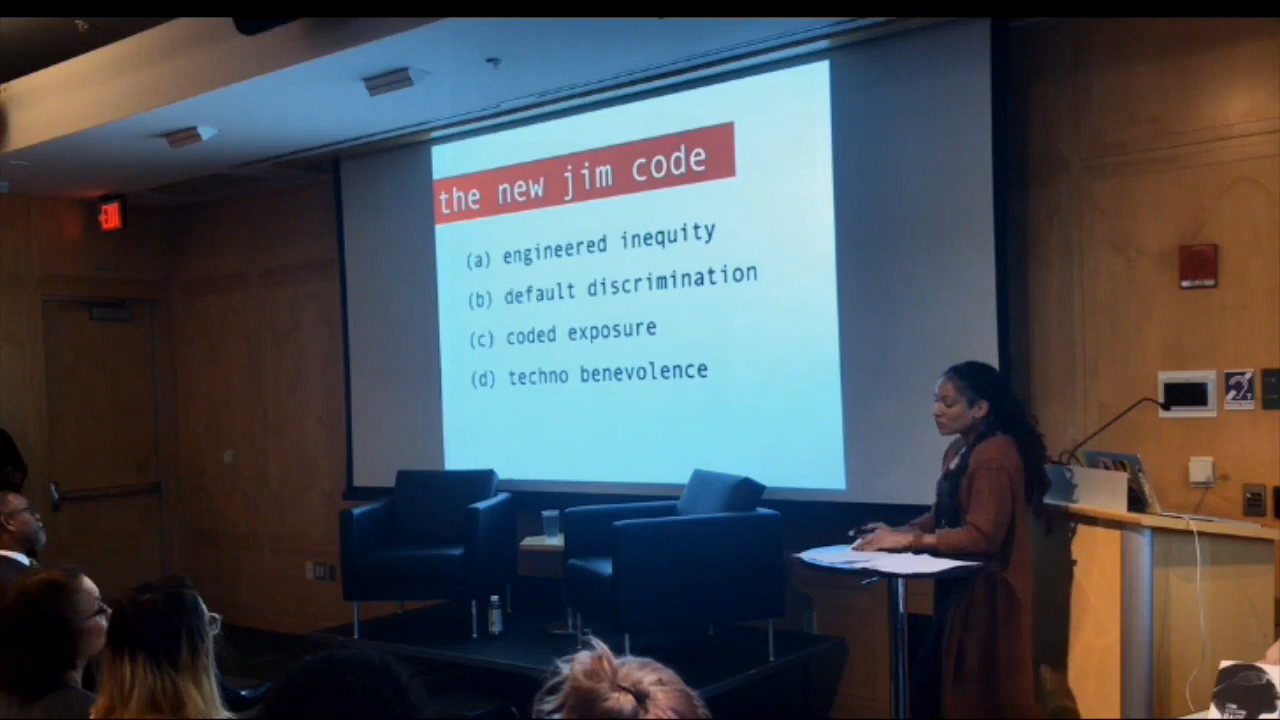 the new jim code
(a) engineered inequity
(b) default discrimination
(c) coded exposure
(d) techno benevolence
EXIT